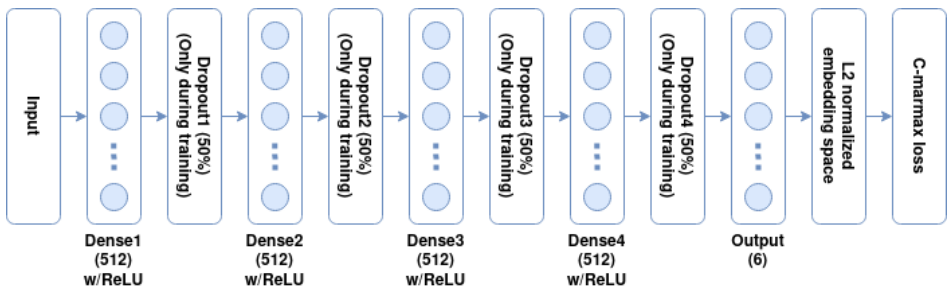 Input
Dropout1 (50%)
(Only during training)
Dropout2 (50%)
(Only during training)
Dropout3 (50%)
(Only during training)
Dropout4 (50%)
(Only during training)
L2 normalized
embedding space
C-marmax loss
Dense1
(512)
w/ReLU
Dense2
(512)
w/ReLU
Dense3
(512)
w/ReLU
Dense4
(512)
w/ReLU
Output
(6)